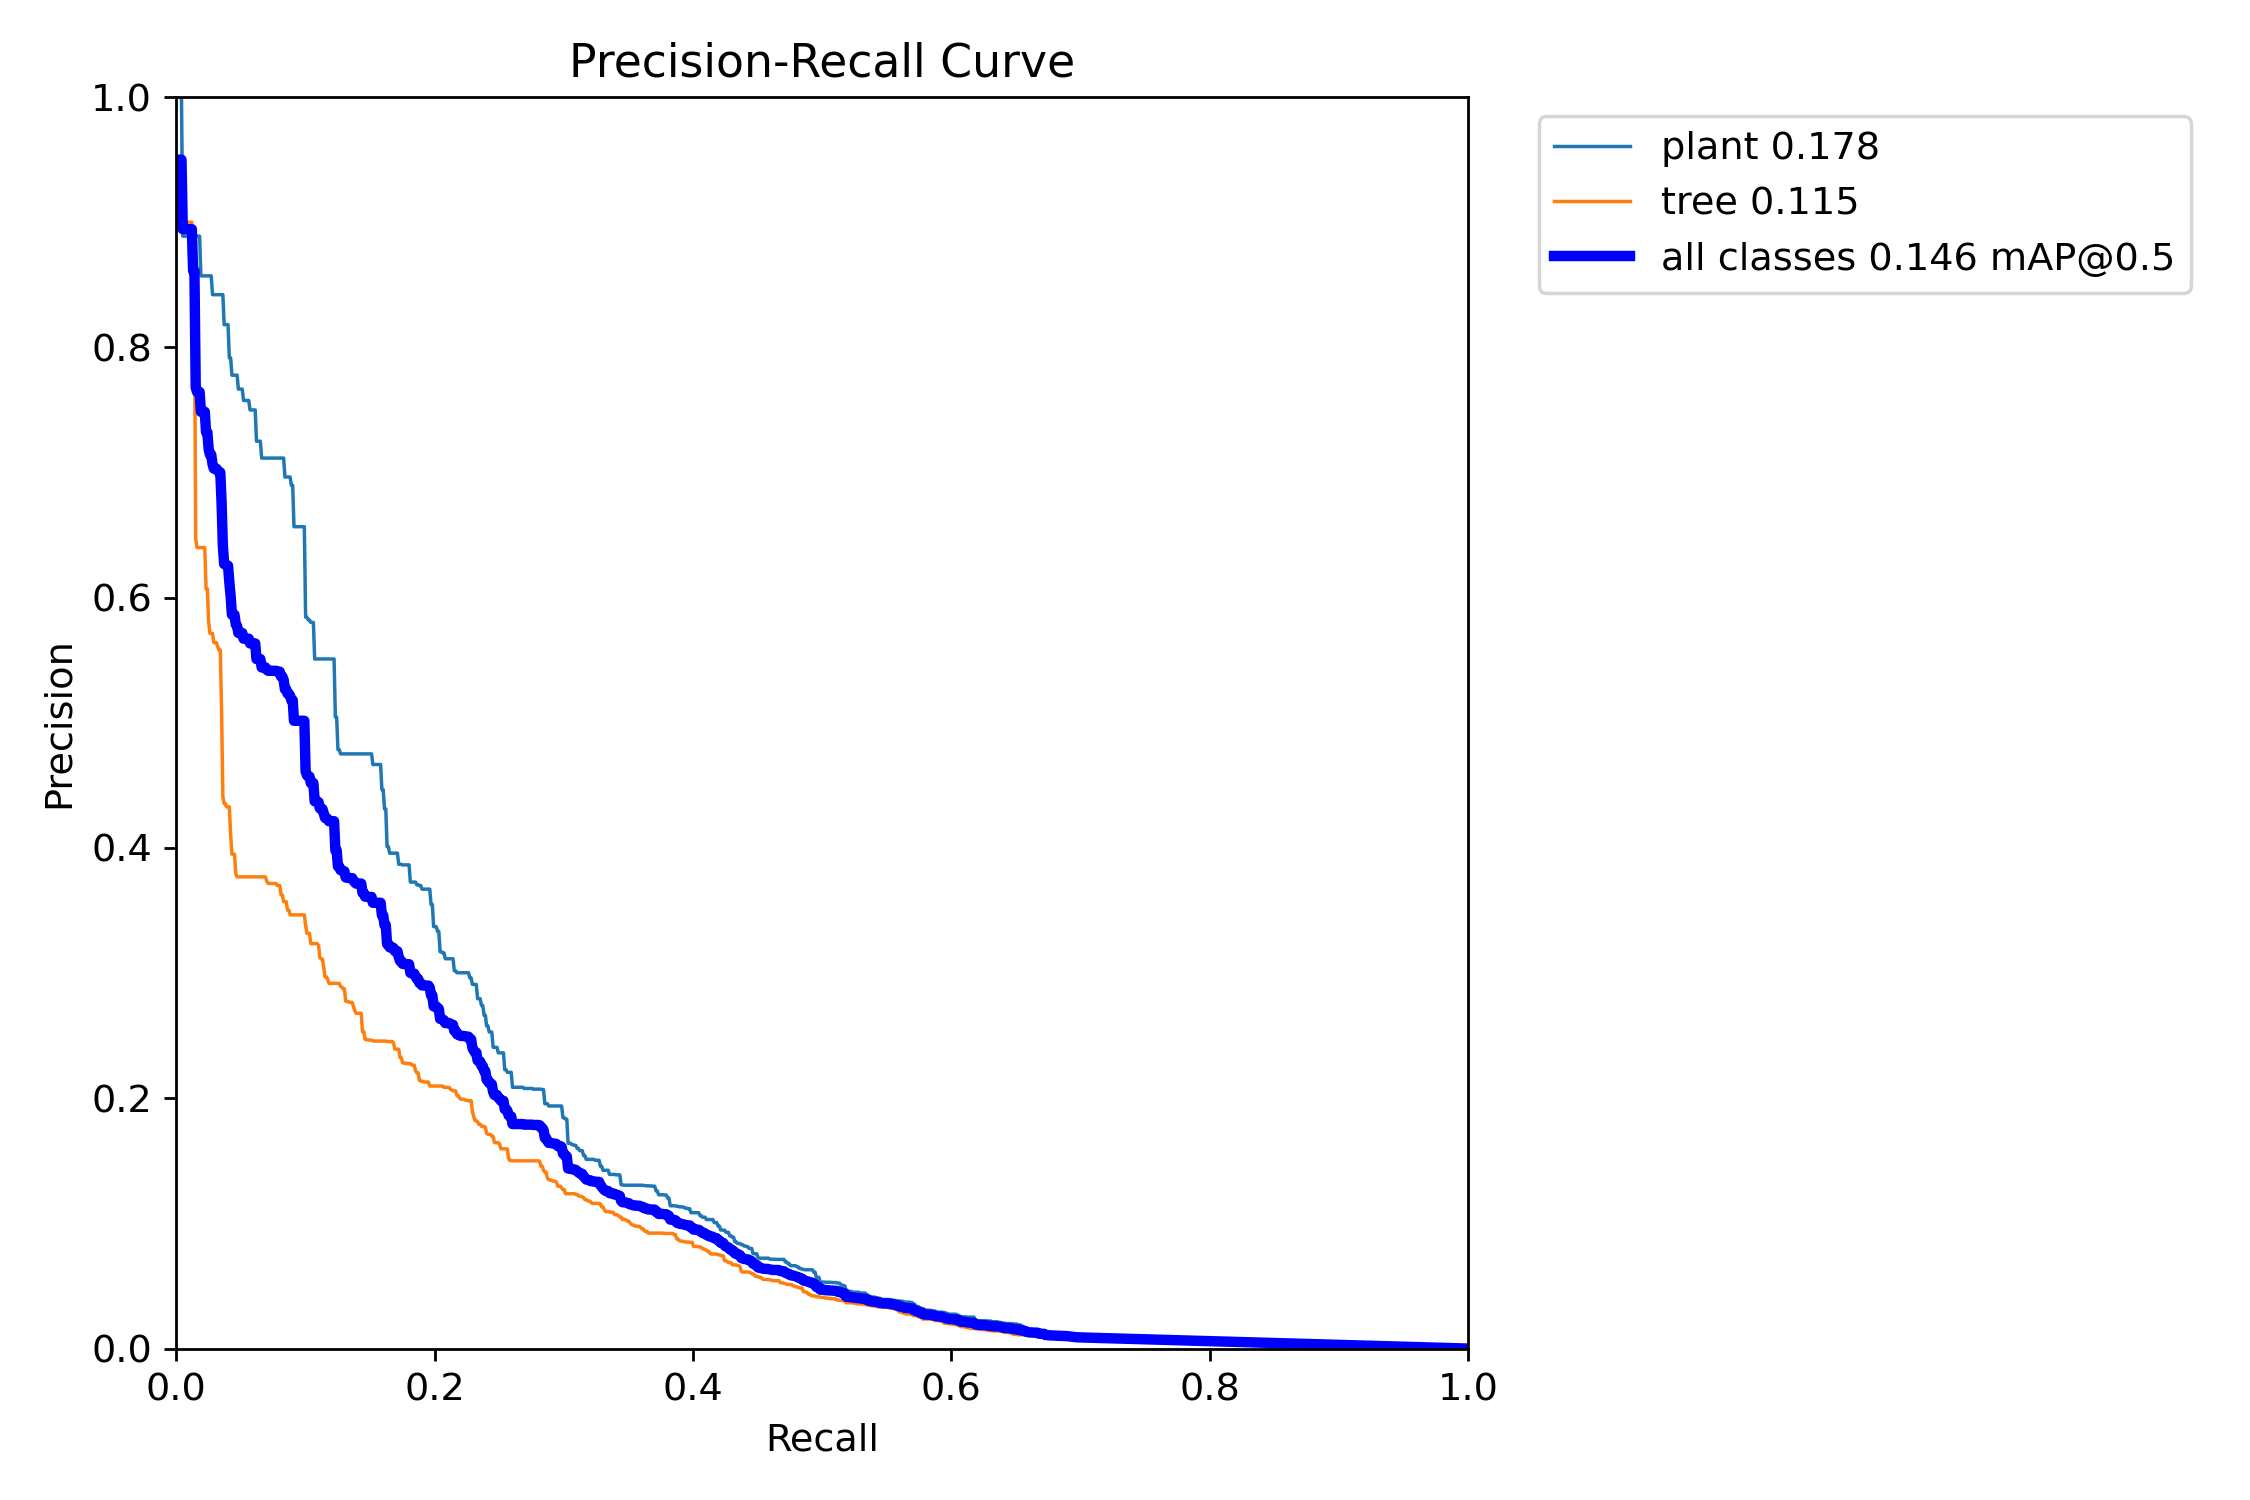 Precision-Recall Curve
plant 0.178
tree 0.115
all classes 0.146 mAP@0.5
Precision
1.0
0.8
0.6
0.4
0.2
0.0
0.0 0.2 0.4 0.6 0.8 1.0
Recall